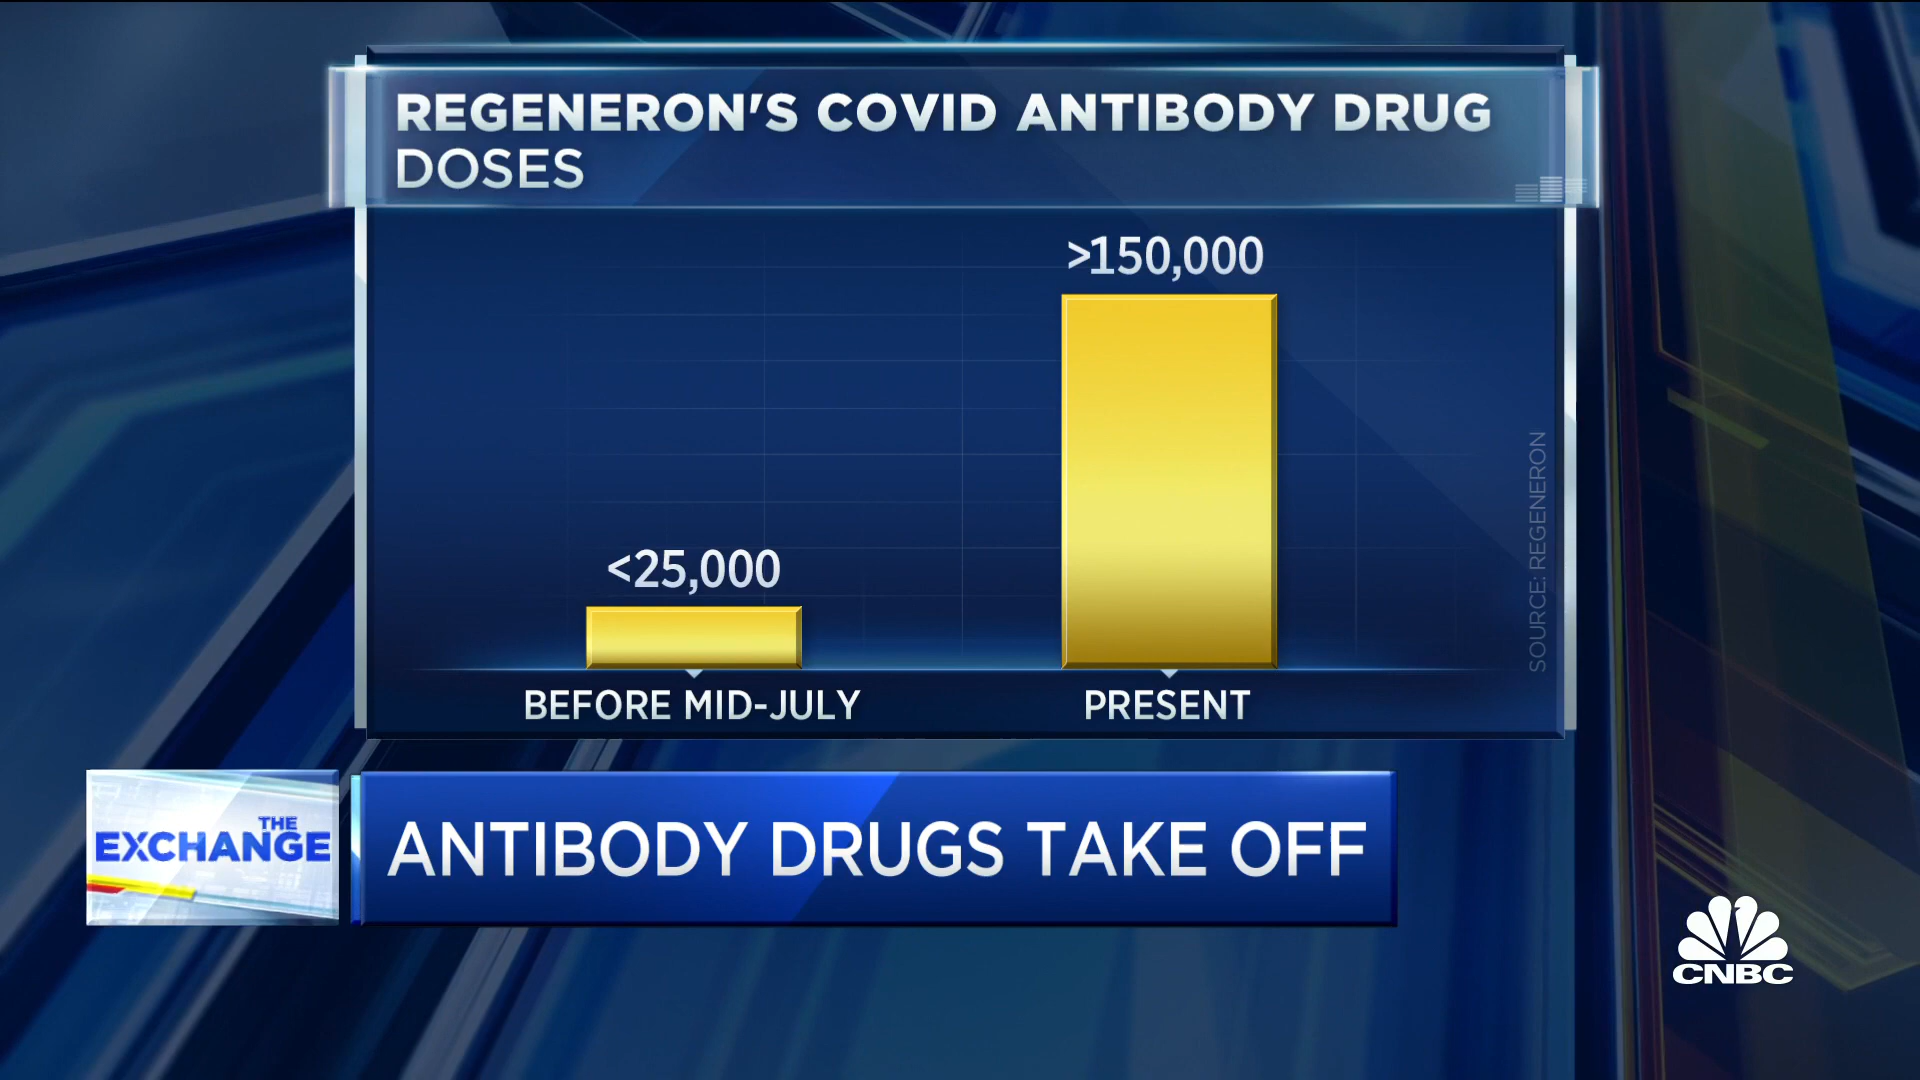 REGENERON'S COVID ANTIBODY DRUG
DOSES
>150,000
<25,000
BEFORE MID-JULY
PRESENT
SOURCE: REGENERON
THE
EXCHANGE
ANTIBODY DRUGS TAKE OFF
CNBC